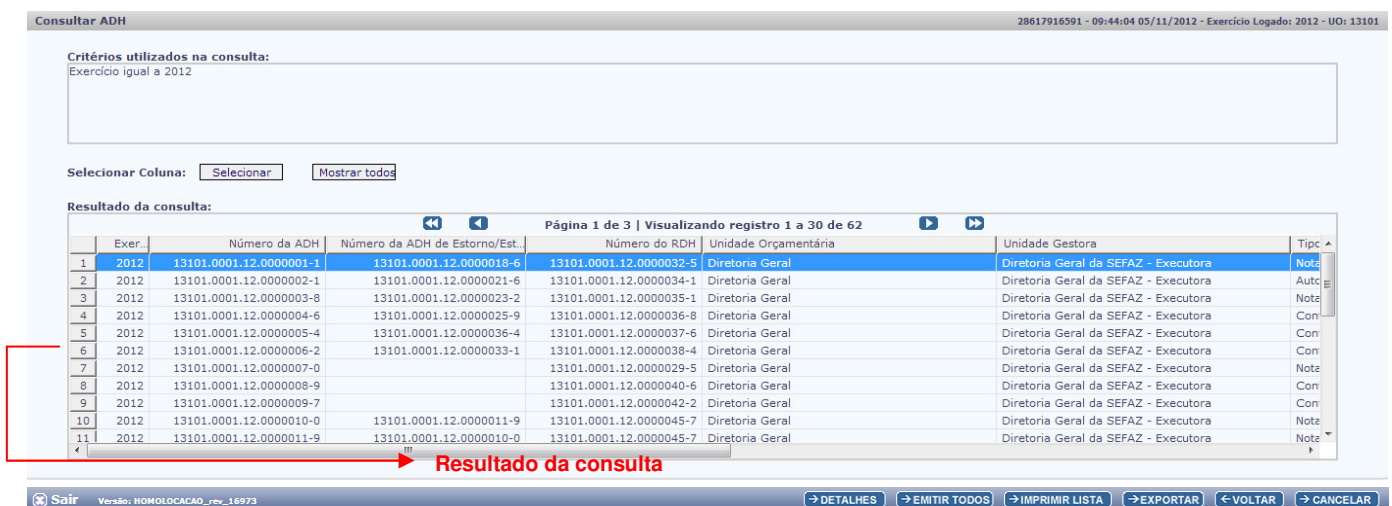 Consultar ADH 28617916591 - 09:44:04 05/11/2012 - Exercício Logado: 2012 - UO: 13101
Critérios utilizados na consulta:
Exercício igual a 2012
Selecionar Coluna: Selecionar Mostrar todos
Resultado da consulta:
Página 1 de 3 | Visualizando registro 1 a 30 de 62
Exer... Número da ADH Número da ADH de Estorno/Est... Número do RDH Unidade Orçamentária Unidade Gestora Tipo
1 2012 13101.0001.12.0000001-1 13101.0001.12.0000018-6 13101.0001.12.0000032-5 Diretoria Geral Diretoria Geral da SEFAZ - Executora Nota
2 2012 13101.0001.12.0000002-1 13101.0001.12.0000021-6 13101.0001.12.0000034-1 Diretoria Geral Diretoria Geral da SEFAZ - Executora Auto
3 2012 13101.0001.12.0000003-8 13101.0001.12.0000023-2 13101.0001.12.0000035-1 Diretoria Geral Diretoria Geral da SEFAZ - Executora Nota
4 2012 13101.0001.12.0000004-6 13101.0001.12.0000025-9 13101.0001.12.0000036-8 Diretoria Geral Diretoria Geral da SEFAZ - Executora Con
5 2012 13101.0001.12.0000005-4 13101.0001.12.0000036-4 13101.0001.12.0000037-6 Diretoria Geral Diretoria Geral da SEFAZ - Executora Con
6 2012 13101.0001.12.0000006-2 13101.0001.12.0000033-1 13101.0001.12.0000038-4 Diretoria Geral Diretoria Geral da SEFAZ - Executora Con
7 2012 13101.0001.12.0000007-0 13101.0001.12.0000029-5 Diretoria Geral Diretoria Geral da SEFAZ - Executora Nota
8 2012 13101.0001.12.0000008-9 13101.0001.12.0000040-6 Diretoria Geral Diretoria Geral da SEFAZ - Executora Con
9 2012 13101.0001.12.0000009-7 13101.0001.12.0000042-2 Diretoria Geral Diretoria Geral da SEFAZ - Executora Con
10 2012 13101.0001.12.0000010-0 13101.0001.12.0000011-9 13101.0001.12.0000045-7 Diretoria Geral Diretoria Geral da SEFAZ - Executora Nota
11 2012 13101.0001.12.0000011-9 13101.0001.12.0000010-0 13101.0001.12.0000045-7 Diretoria Geral Diretoria Geral da SEFAZ - Executora Nota
Resultado da consulta
Sair Versão: HOMOLOCACAO_rev_16973 DETALHES EMITIR TODOS IMPRIMIR LISTA EXPORTAR VOLTAR CANCELAR